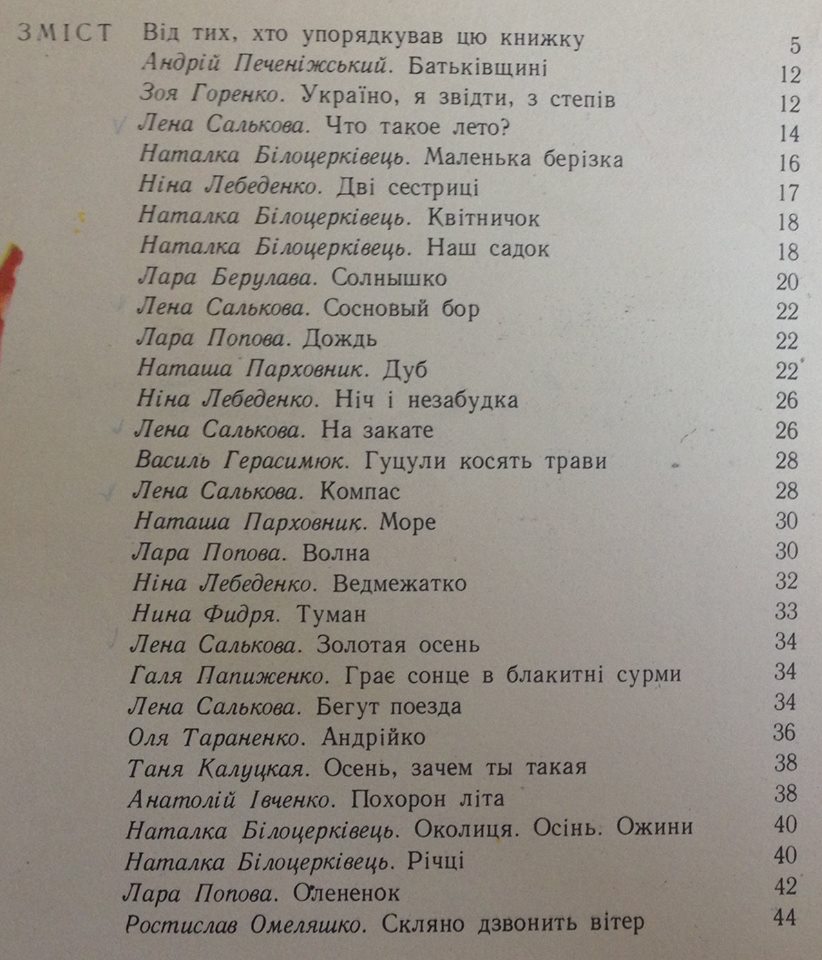 ЗМІСТ Від тих, хто упорядкував цю книжку 5
Андрій Печеніжський. Батьківщині 12
Зоя Горенко. Україно, я звідти, з степів 12
Лена Салькова. Что такое лето? 14
Наталка Білоцерківець. Маленька берізка 16
Ніна Лебеденко. Дві сестриці 17
Наталка Білоцерківець. Квітничок 18
Наталка Білоцерківець. Наш садок 18
Лара Берулава. Солнышко 20
Лена Салькова. Сосновый бор 22
Лара Попова. Дождь 22
Наташа Парховник. Дуб 22
Ніна Лебеденко. Ніч і незабудка 26
Лена Салькова. На закате 26
Василь Герасимюк. Гуцули косять трави 28
Лена Салькова. Компас 28
Наташа Парховник. Море 30
Лара Попова. Волна 30
Ніна Лебеденко. Ведмежатко 32
Нина Фидря. Туман 33
Лена Салькова. Золотая осень 34
Галя Папиженко. Грає сонце в блакитні сурми 34
Лена Салькова. Бегут поезда 34
Оля Тараненко. Андрійко 36
Таня Калуцкая. Осень, зачем ты такая 38
Анатолій Івченко. Похорон літа 38
Наталка Білоцерківець. Околиця. Осінь. Ожини 40
Наталка Білоцерківець. Річці 40
Лара Попова. Олененок 42
Ростислав Омеляшко. Скляно дзвонить вітер 44